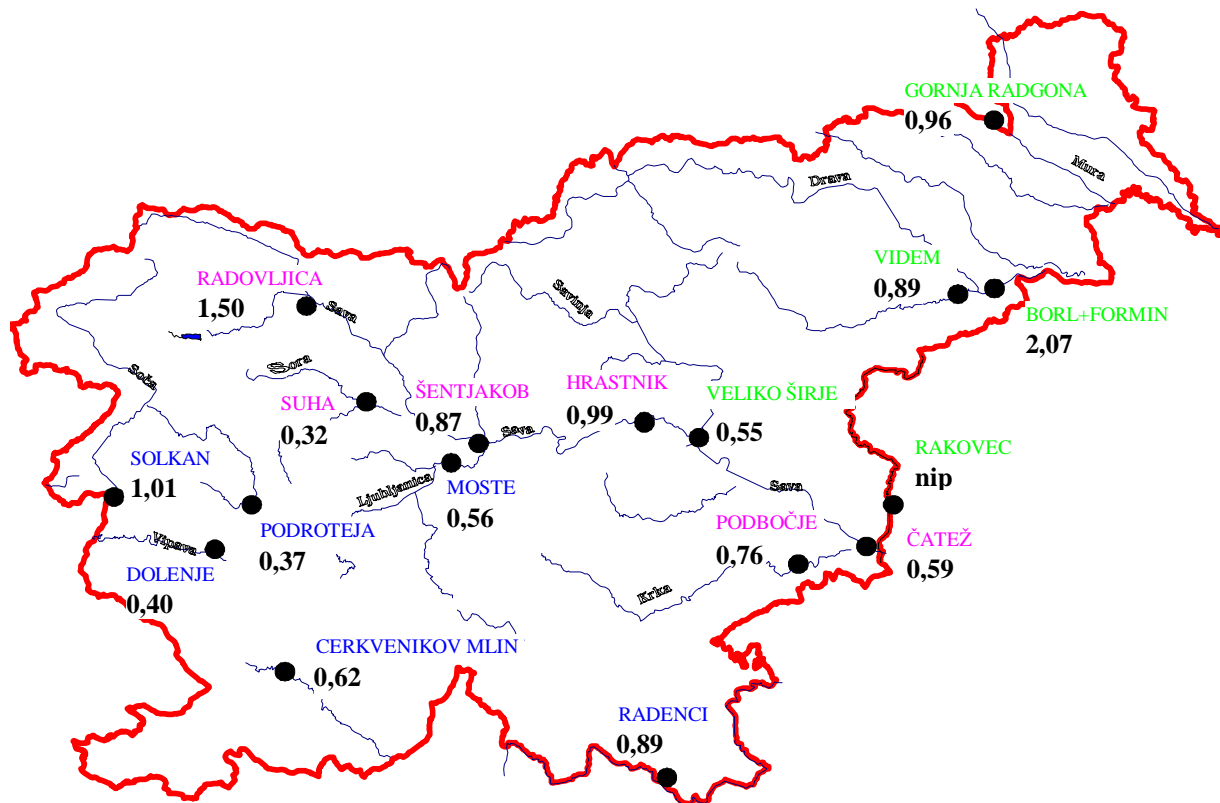 GORNJA RADGONA
0,96
Mura
Drava
VIDEM
0,89
BORL+FORMIN
2,07
RADOVLJICA
1,50
Sava
Savinja
Sora
Soča
SUHA
0,32
ŠENTJAKOB
0,87
Sava
HRASTNIK
0,99
VELIKO ŠIRJE
0,55
RAKOVEC
nip
SOLKAN
1,01
Ljubljanica
MOSTE
0,56
Sava
PODROTEJA
0,37
Vipava
DOLENJE
0,40
PODBOČJE
0,76
ČATEŽ
0,59
Krka
CERKVENIKOV MLIN
0,62
RADENCI
0,89